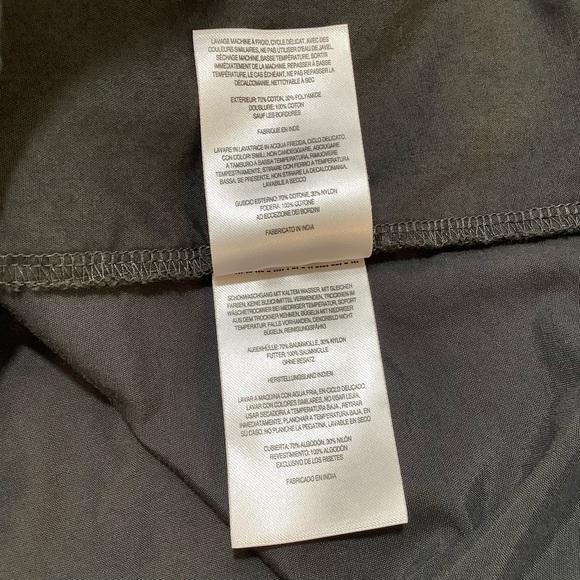 LAVAGE MACHINE À FROID, CYCLE DÉLICAT, AVEC DES
COULEURS SIMILAIRES, NE PAS UTILISER D'EAU DE JAVEL,
SÉCHAGE MACHINE, BASSE TEMPÉRATURE, SORTIR
IMMÉDIATEMENT DE LA MACHINE, REPASSER À BASSE
TEMPÉRATURE, LE CAS ÉCHÉANT, NE PAS REPASSER LA
DÉCALCOMANIE, NETTOYABLE À SEC
EXTÉRIEUR: 70% COTON, 30% POLYAMIDE
DOUBLURE: 100% COTON
SAUF LES BORDURES
FABRIQUE EN INDE
LAVARE IN LAVATRICE IN ACQUA FREDDA, CICLO DELICATO,
CON COLORI SIMILI, NON CANDEGGIARE, ASCIUGARE
A TAMBURO A BASSA TEMPERATURA, RIMUOVERE
TEMPESTIVAMENTE, STIRARE CON FERRO A TEMPERATURA
BASSA, SE PRESENTE, NON STIRARE LA DECALCOMANIA,
LAVABILE A SECCO
GUSCIO ESTERNO: 70% COTONE, 30% NYLON
FODERA: 100% COTONE
AD ECCEZIONE DEI BORDINI
FABBRICATO IN INDIA
SCHONWASCHGANG MIT KALTEM WASSER, MIT GLEICHEN
FARBEN, KEINE BLEICHMITTEL VERWENDEN, TROCKNEN IM
WÄSCHETROCKNER BEI NIEDRIGER TEMPERATUR, SOFORT
AUS DEM TROCKNER NEHMEN, BÜGELN MIT NIEDRIGER
TEMPERATUR, FALLS VORHANDEN, DEKORBILD NICHT
BÜGELN, REINIGUNGSFÄHIG
AUßENHÜLLE: 70% BAUMWOLLE, 30% NYLON
FUTTER: 100% BAUMWOLLE
OHNE BESATZ
HERSTELLUNGSLAND INDIEN
LAVAR A MAQUINA CON AGUA FRIA, EN CICLO DELICADO,
LAVAR CON COLORES SIMILARES, NO USAR LEJIA,
USAR SECADORA A TEMPERATURA BAJA, RETIRAR
INMEDIATAMENTE, PLANCHAR A TEMPERATURA BAJA, EN
SU CASO, NO PLANCHE LA PEGATINA, LAVABLE EN SECO
CUBIERTA: 70% ALGODÓN, 30% NILÓN
REVESTIMIENTO: 100% ALGODÓN
EXCLUSIVO DE LOS RISETES
FABRICADO EN INDIA